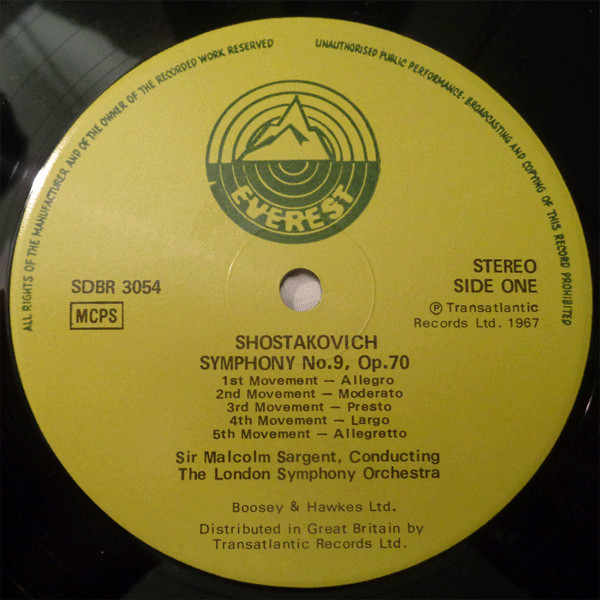 ALL RIGHTS OF THE MANUFACTURER AND OF THE OWNER OF THE RECORDED WORK RESERVED
UNAUTHORISED PUBLIC PERFORMANCE·BROADCASTING AND COPYING OF THIS RECORD PROHIBITED
EVEREST
SDBR 3054
MCPS
STEREO
SIDE ONE
℗ Transatlantic
Records Ltd. 1967
SHOSTAKOVICH
SYMPHONY No.9, Op.70
1st Movement — Allegro
2nd Movement — Moderato
3rd Movement — Presto
4th Movement — Largo
5th Movement — Allegretto
Sir Malcolm Sargent, Conducting
The London Symphony Orchestra
Boosey & Hawkes Ltd.
Distributed in Great Britain by
Transatlantic Records Ltd.